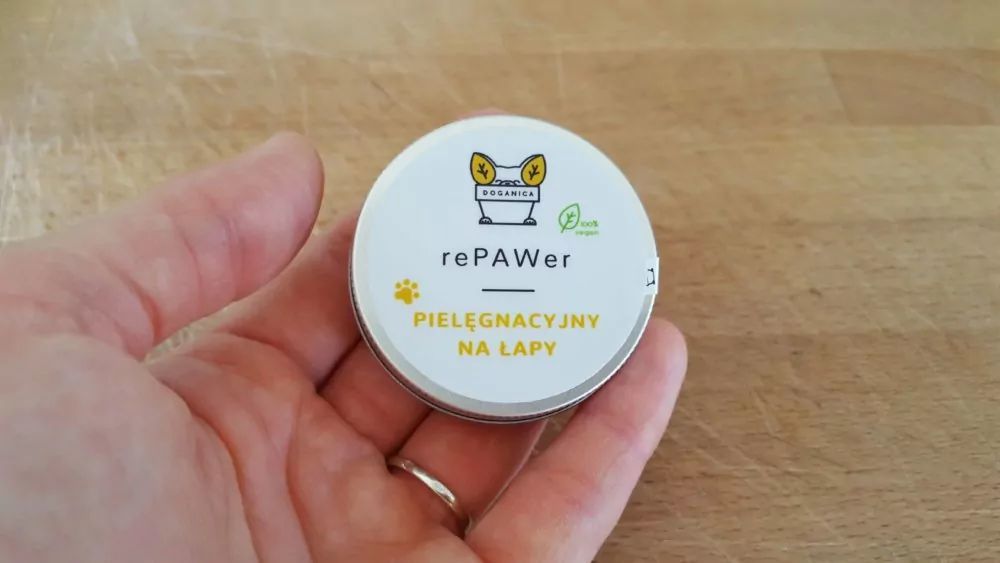 DOGANICA
100%
vegan
rePAWer
PIELĘGNACYJNY
NA ŁAPY